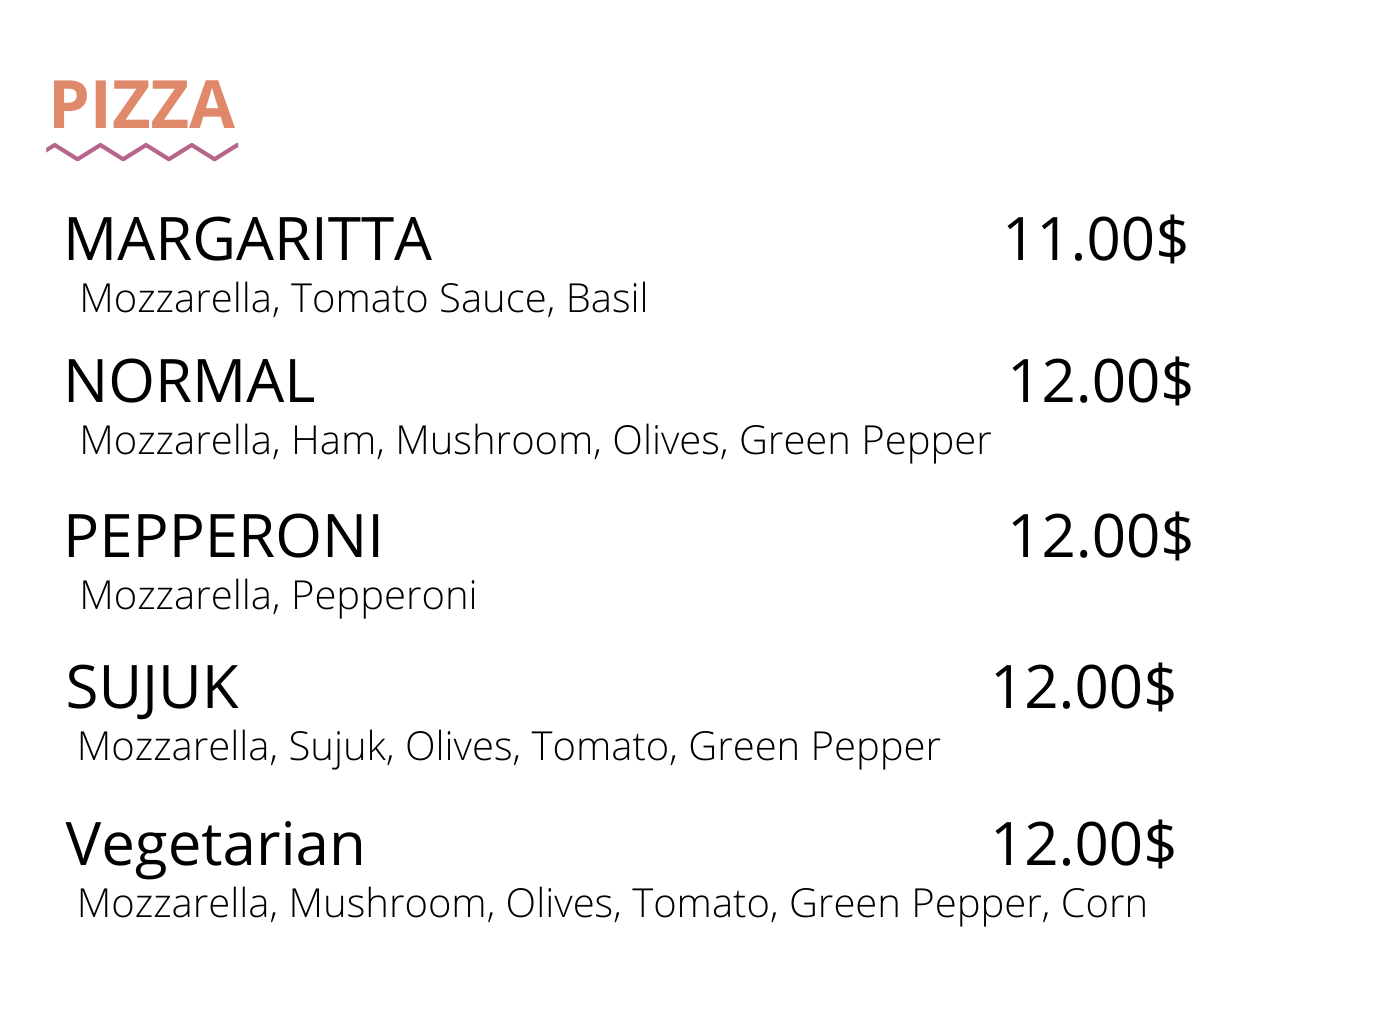 PIZZA
MARGARITTA 11.00$
Mozzarella, Tomato Sauce, Basil
NORMAL 12.00$
Mozzarella, Ham, Mushroom, Olives, Green Pepper
PEPPERONI 12.00$
Mozzarella, Pepperoni
SUJUK 12.00$
Mozzarella, Sujuk, Olives, Tomato, Green Pepper
Vegetarian 12.00$
Mozzarella, Mushroom, Olives, Tomato, Green Pepper, Corn